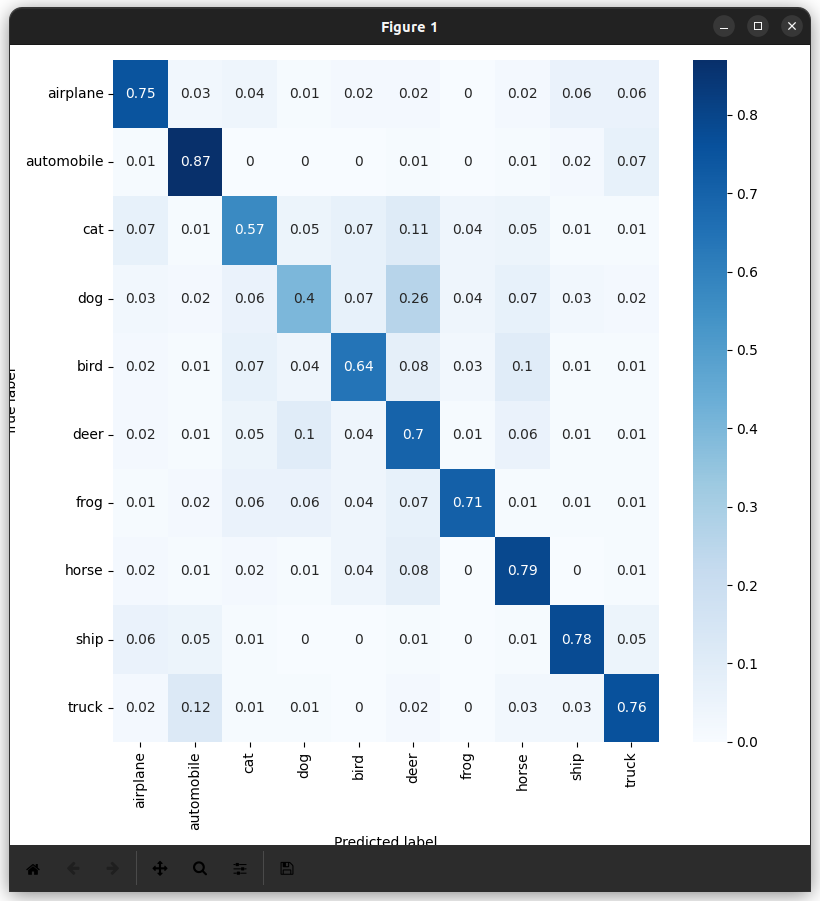 Figure 1
airplane 0.75 0.03 0.04 0.01 0.02 0.02 0 0.02 0.06 0.06
0.8
automobile 0.01 0.87 0 0 0 0.01 0 0.01 0.02 0.07
0.7
cat 0.07 0.01 0.57 0.05 0.07 0.11 0.04 0.05 0.01 0.01
0.6
dog 0.03 0.02 0.06 0.4 0.07 0.26 0.04 0.07 0.03 0.02
0.5
bird 0.02 0.01 0.07 0.04 0.64 0.08 0.03 0.1 0.01 0.01
True label
0.4
deer 0.02 0.01 0.05 0.1 0.04 0.7 0.01 0.06 0.01 0.01
frog 0.01 0.02 0.06 0.06 0.04 0.07 0.71 0.01 0.01 0.01
0.3
horse 0.02 0.01 0.02 0.01 0.04 0.08 0 0.79 0 0.01
0.2
ship 0.06 0.05 0.01 0 0 0.01 0 0.01 0.78 0.05
0.1
truck 0.02 0.12 0.01 0.01 0 0.02 0 0.03 0.03 0.76
0.0
airplane automobile cat dog bird deer frog horse ship truck
Predicted label